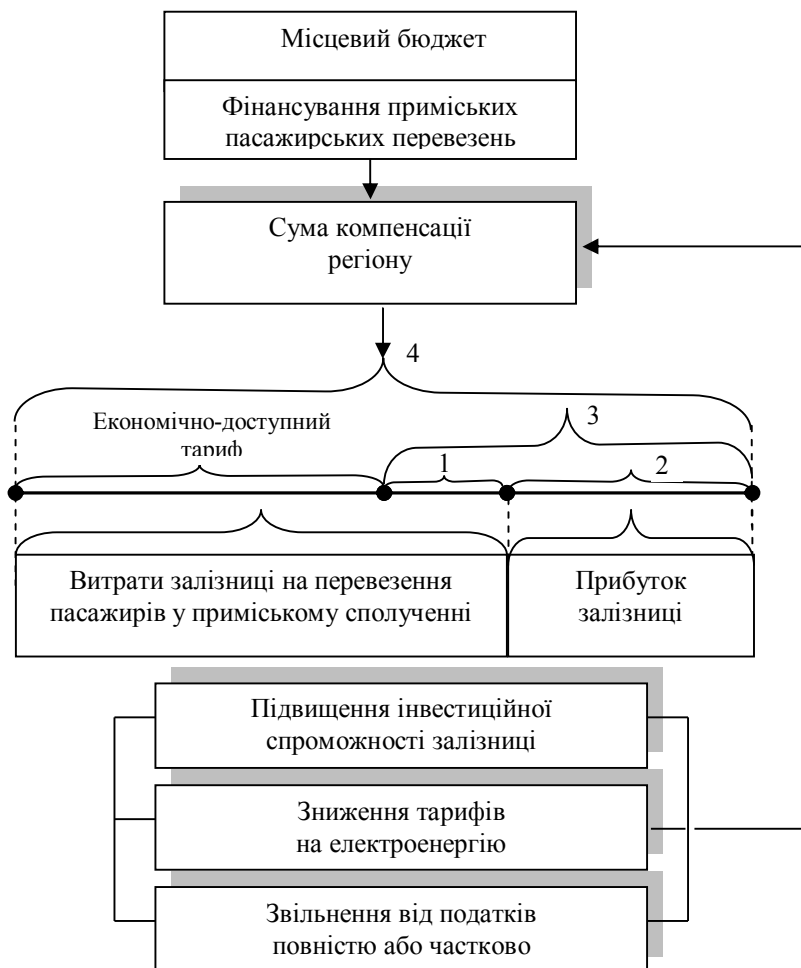 Місцевий бюджет
Фінансування приміських
пасажирських перевезень
Сума компенсації
регіону
4
Економічно-доступний
тариф
3
1
2
Витрати залізниці на перевезення
пасажирів у приміському сполученні
Прибуток
залізниці
Підвищення інвестиційної
спроможності залізниці
Зниження тарифів
на електроенергію
Звільнення від податків
повністю або частково